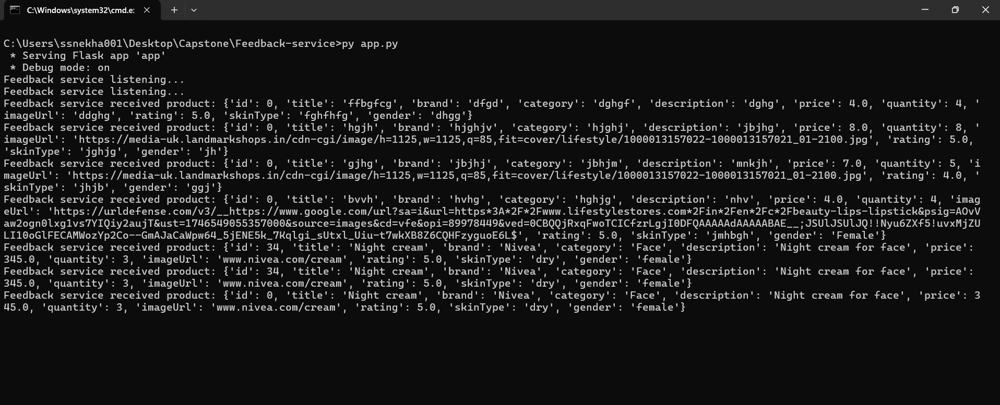 C:\Windows\system32\cmd.e:
C:\Users\ssnekha001\Desktop\Capstone\Feedback-service>py app.py
 * Serving Flask app 'app'
 * Debug mode: on
Feedback service listening...
Feedback service listening...
Feedback service received product: {'id': 0, 'title': 'ffbgfcg', 'brand': 'dfgd', 'category': 'dghgf', 'description': 'dghg', 'price': 4.0, 'quantity': 4, '
imageUrl': 'ddghg', 'rating': 5.0, 'skinType': 'fghfhfg', 'gender': 'dhgg'}
Feedback service received product: {'id': 0, 'title': 'hgjh', 'brand': 'hjghjv', 'category': 'hjghj', 'description': 'jbjhg', 'price': 8.0, 'quantity': 8, '
imageUrl': 'https://media-uk.landmarkshops.in/cdn-cgi/image/h=1125,w=1125,q=85,fit=cover/lifestyle/1000013157022-1000013157021_01-2100.jpg', 'rating': 5.0,
'skinType': 'jghjg', 'gender': 'jh'}
Feedback service received product: {'id': 0, 'title': 'gjhg', 'brand': 'jbjhj', 'category': 'jbhjm', 'description': 'mnkjh', 'price': 7.0, 'quantity': 5, 'i
mageUrl': 'https://media-uk.landmarkshops.in/cdn-cgi/image/h=1125,w=1125,q=85,fit=cover/lifestyle/1000013157022-1000013157021_01-2100.jpg', 'rating': 4.0, '
skinType': 'jhjb', 'gender': 'ggj'}
Feedback service received product: {'id': 0, 'title': 'bvvh', 'brand': 'hvhg', 'category': 'hghjg', 'description': 'nhv', 'price': 4.0, 'quantity': 4, 'imag
eUrl': 'https://urldefense.com/v3/__https://www.google.com/url?sa=i&url=https*3A*2F*2Fwww.lifestylestores.com*2Fin*2Fen*2Fc*2Fbeauty-lips-lipstick&psig=AOvV
aw2ogn0lxg1vs7YIQiy2aujT&ust=1746549055357000&source=images&cd=vfe&opi=89978449&ved=0CBQQjRxqFwoTCICfzrLgjI0DFQAAAAAdAAAAABAE__;JSUlJSUlJQ!!Nyu6ZXf5!uvxMjZU
LI10oGlFECAMWozYp2Co--GmAJaCaWpw64_5jENE5k_7Kqlgi_sUtxl_Uiu-t7wkXB8Z6CQHFzyguoE6L$', 'rating': 5.0, 'skinType': 'jmhbgh', 'gender': 'Female'}
Feedback service received product: {'id': 34, 'title': 'Night cream', 'brand': 'Nivea', 'category': 'Face', 'description': 'Night cream for face', 'price':
345.0, 'quantity': 3, 'imageUrl': 'www.nivea.com/cream', 'rating': 5.0, 'skinType': 'dry', 'gender': 'female'}
Feedback service received product: {'id': 34, 'title': 'Night cream', 'brand': 'Nivea', 'category': 'Face', 'description': 'Night cream for face', 'price':
345.0, 'quantity': 3, 'imageUrl': 'www.nivea.com/cream', 'rating': 5.0, 'skinType': 'dry', 'gender': 'female'}
Feedback service received product: {'id': 0, 'title': 'Night cream', 'brand': 'Nivea', 'category': 'Face', 'description': 'Night cream for face', 'price': 3
45.0, 'quantity': 3, 'imageUrl': 'www.nivea.com/cream', 'rating': 5.0, 'skinType': 'dry', 'gender': 'female'}